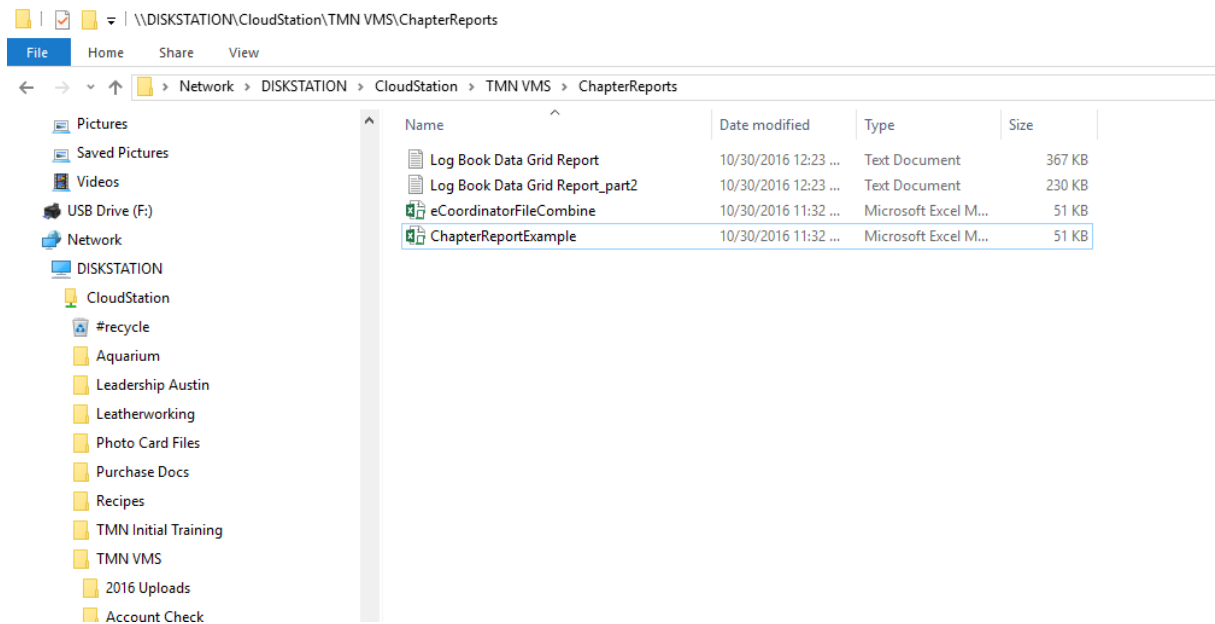 \\DISKSTATION\CloudStation\TMN VMS\ChapterReports
File Home Share View
Network > DISKSTATION > CloudStation > TMN VMS > ChapterReports
Pictures
Saved Pictures
Videos
USB Drive (F:)
Network
DISKSTATION
CloudStation
#recycle
Aquarium
Leadership Austin
Leatherworking
Photo Card Files
Purchase Docs
Recipes
TMN Initial Training
TMN VMS
2016 Uploads
Account Check
Name Date modified Type Size
Log Book Data Grid Report 10/30/2016 12:23 ... Text Document 367 KB
Log Book Data Grid Report_part2 10/30/2016 12:23 ... Text Document 230 KB
eCoordinatorFileCombine 10/30/2016 11:32 ... Microsoft Excel M... 51 KB
ChapterReportExample 10/30/2016 11:32 ... Microsoft Excel M... 51 KB